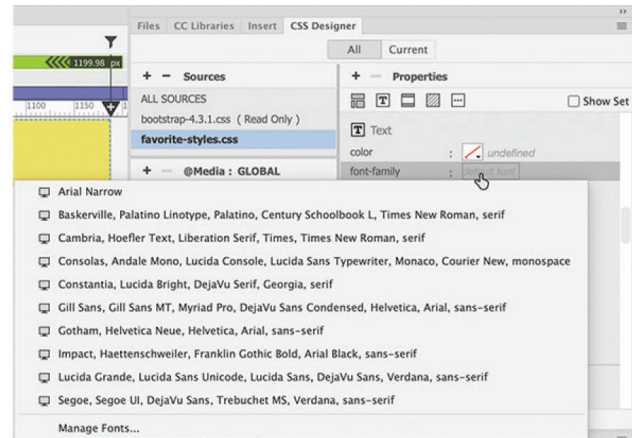 Files CC Libraries Insert CSS Designer
All Current
1199.98 px
+ − Sources
+ − Properties
1100 1150
ALL SOURCES
Show Set
bootstrap-4.3.1.css ( Read Only )
favorite-styles.css
T Text
color : undefined
+ − @Media : GLOBAL
font-family : default font
Arial Narrow
Baskerville, Palatino Linotype, Palatino, Century Schoolbook L, Times New Roman, serif
Cambria, Hoefler Text, Liberation Serif, Times, Times New Roman, serif
Consolas, Andale Mono, Lucida Console, Lucida Sans Typewriter, Monaco, Courier New, monospace
Constantia, Lucida Bright, DejaVu Serif, Georgia, serif
Gill Sans, Gill Sans MT, Myriad Pro, DejaVu Sans Condensed, Helvetica, Arial, sans-serif
Gotham, Helvetica Neue, Helvetica, Arial, sans-serif
Impact, Haettenschweiler, Franklin Gothic Bold, Arial Black, sans-serif
Lucida Grande, Lucida Sans Unicode, Lucida Sans, DejaVu Sans, Verdana, sans-serif
Segoe, Segoe UI, DejaVu Sans, Trebuchet MS, Verdana, sans-serif
Manage Fonts...